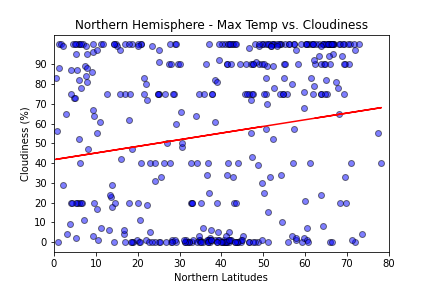 Northern Hemisphere - Max Temp vs. Cloudiness
Cloudiness (%)
90
80
70
60
50
40
30
20
10
0
0 10 20 30 40 50 60 70 80
Northern Latitudes